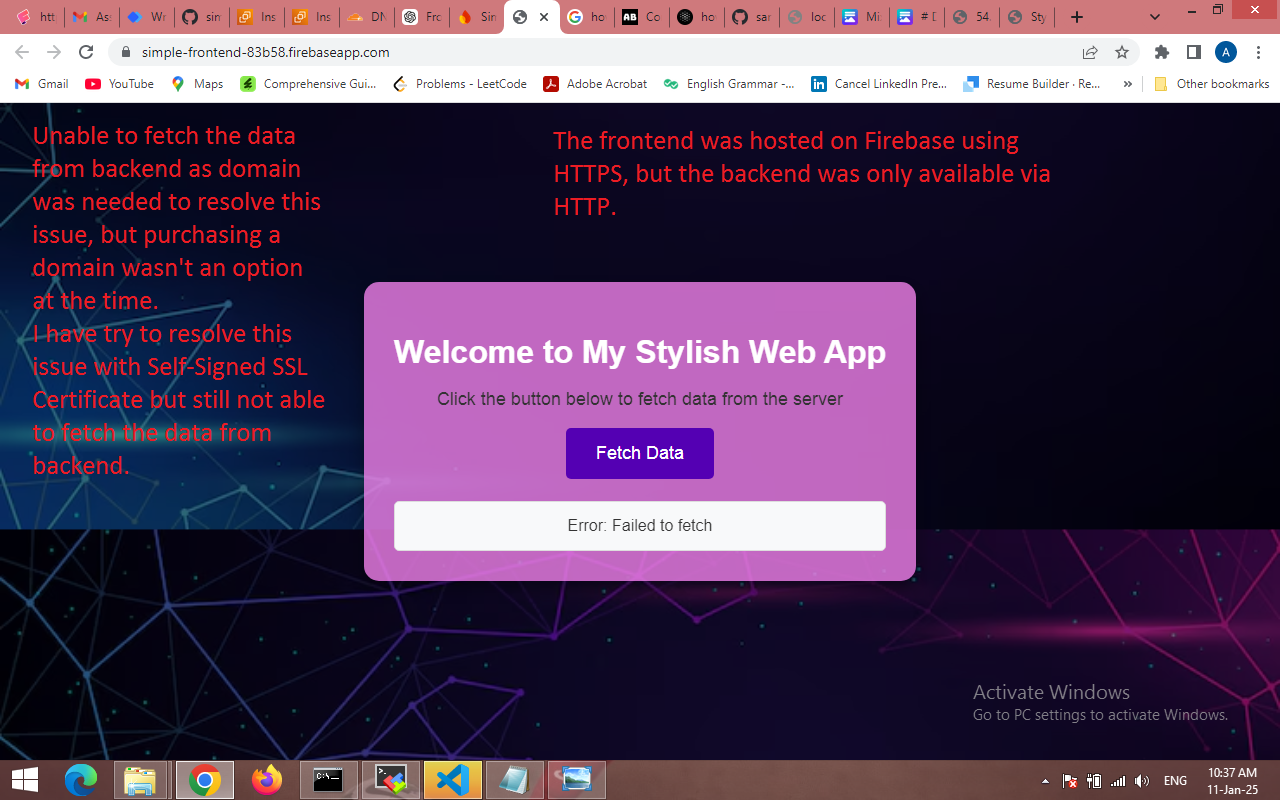 htt
As
Wr
sin
Ins
Ins
DN
Fro
Sin
ho
Co
ho
sar
loc
Mi
# D
54.
Sty
simple-frontend-83b58.firebaseapp.com
A
Gmail
YouTube
Maps
Comprehensive Gui...
Problems - LeetCode
Adobe Acrobat
English Grammar -...
Cancel LinkedIn Pre...
Resume Builder · Re...
»
Other bookmarks
Unable to fetch the data
from backend as domain
was needed to resolve this
issue, but purchasing a
domain wasn't an option
at the time.
I have try to resolve this
issue with Self-Signed SSL
Certificate but still not able
to fetch the data from
backend.
The frontend was hosted on Firebase using
HTTPS, but the backend was only available via
HTTP.
Welcome to My Stylish Web App
Click the button below to fetch data from the server
Fetch Data
Error: Failed to fetch
Activate Windows
Go to PC settings to activate Windows.
ENG
10:37 AM
11-Jan-25